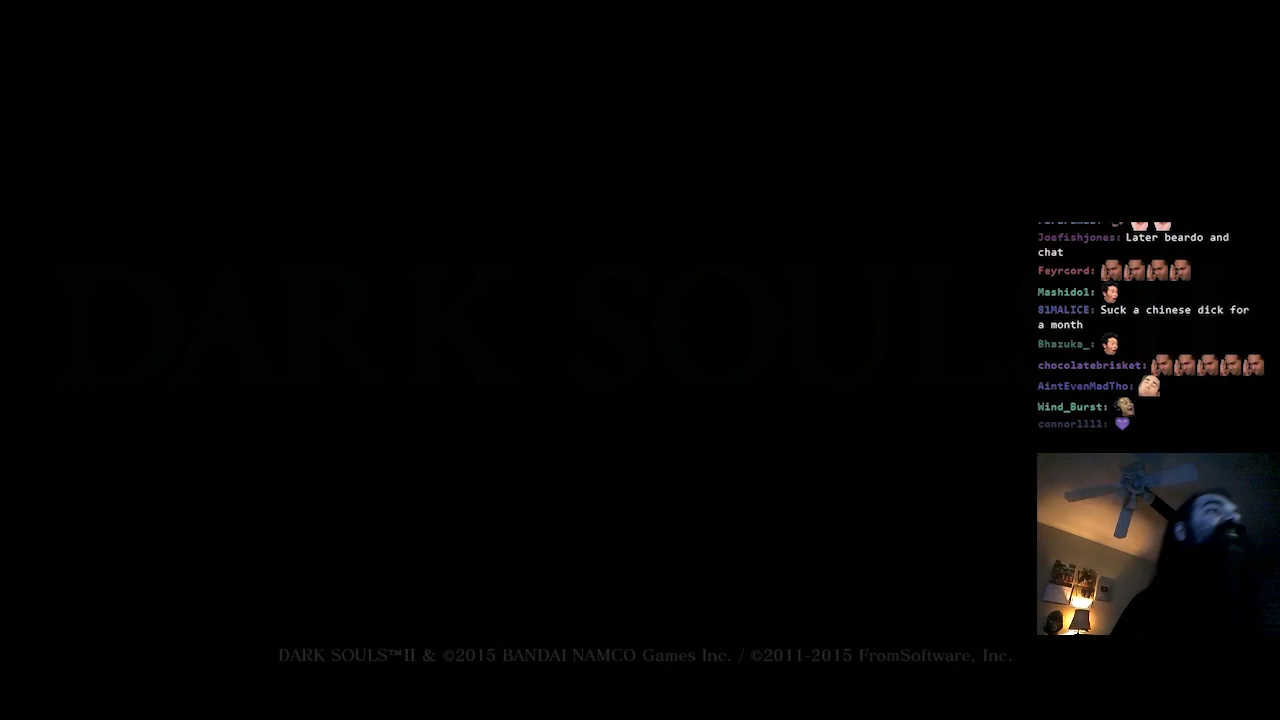 Joefishjones: Later beardo and
chat
Feyrcord:
Mashido1:
81MALICE: Suck a chinese dick for
a month
Bhazuka_:
chocolatebrisket:
AintEvenMadTho:
Wind_Burst:
connor1111:
DARK SOULS
DARK SOULS™II & ©2015 BANDAI NAMCO Games Inc. / ©2011-2015 FromSoftware, Inc.